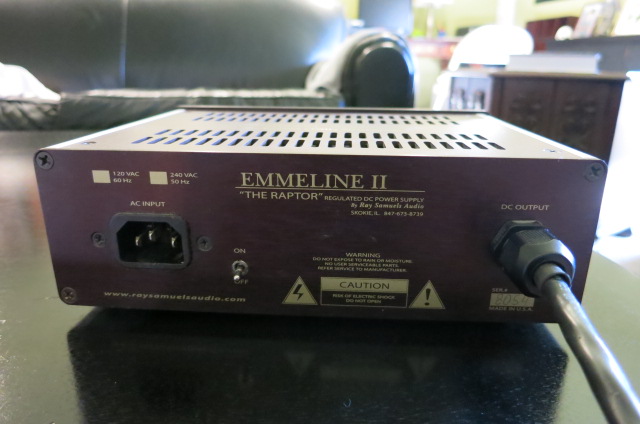 120 VAC
60 Hz
240 VAC
50 Hz
EMMELINE II
"THE RAPTOR" REGULATED DC POWER SUPPLY
By Ray Samuels Audio
SKOKIE, IL. 847-673-8739
AC INPUT
DC OUTPUT
ON
OFF
WARNING
DO NOT EXPOSE TO RAIN OR MOISTURE.
NO USER SERVICEABLE PARTS.
REFER SERVICE TO MANUFACTURER.
CAUTION
RISK OF ELECTRIC SHOCK
DO NOT OPEN
SER.#
MADE IN U.S.A.
www.raysamuelsaudio.com